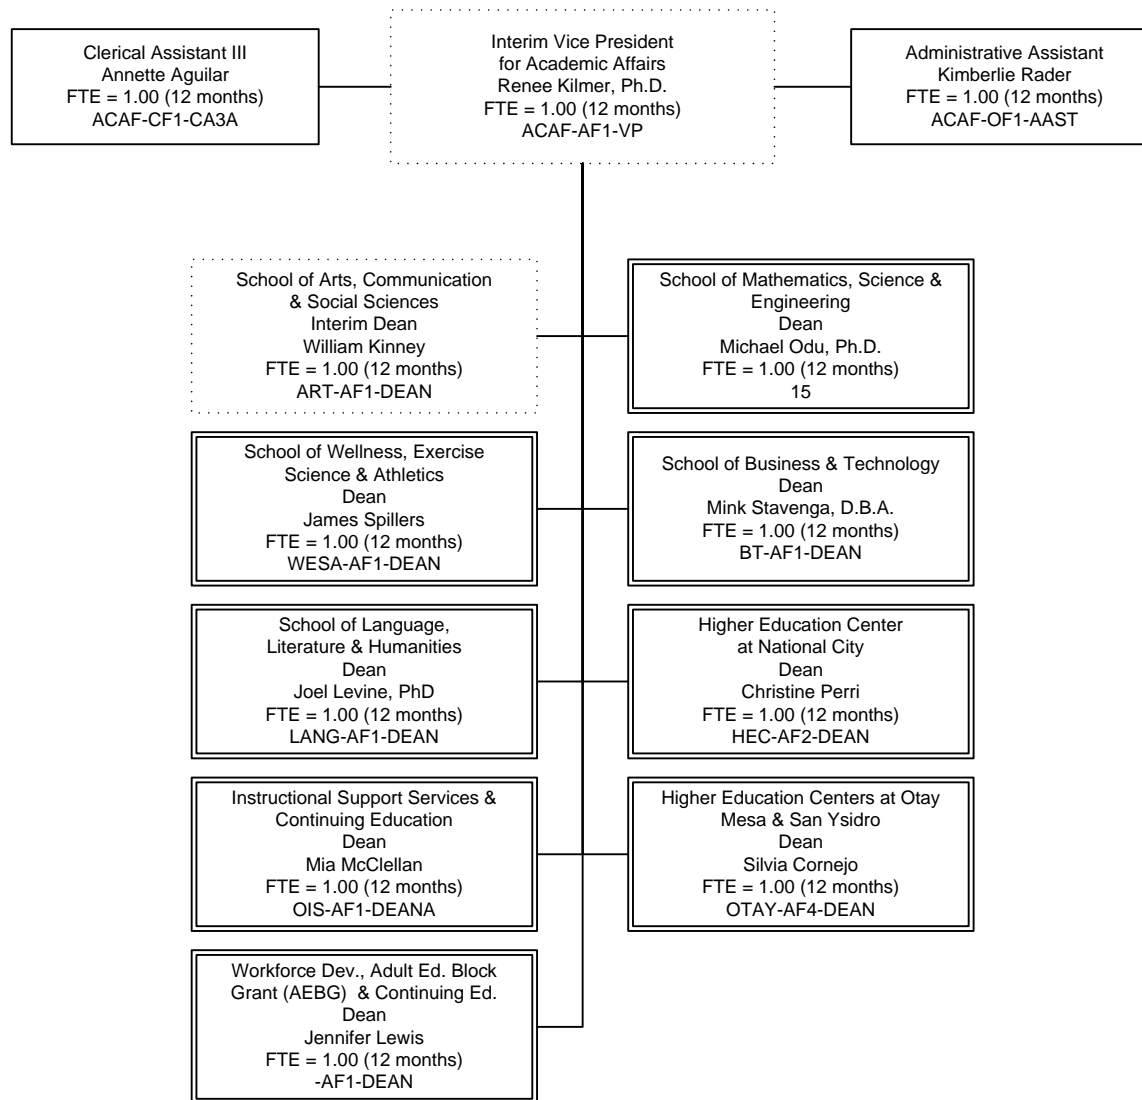 Clerical Assistant III
Annette Aguilar
FTE = 1.00 (12 months)
ACAF-CF1-CA3A
Interim Vice President
for Academic Affairs
Renee Kilmer, Ph.D.
FTE = 1.00 (12 months)
ACAF-AF1-VP
Administrative Assistant
Kimberlie Rader
FTE = 1.00 (12 months)
ACAF-OF1-AAST
School of Arts, Communication
& Social Sciences
Interim Dean
William Kinney
FTE = 1.00 (12 months)
ART-AF1-DEAN
School of Mathematics, Science &
Engineering
Dean
Michael Odu, Ph.D.
FTE = 1.00 (12 months)
15
School of Wellness, Exercise
Science & Athletics
Dean
James Spillers
FTE = 1.00 (12 months)
WESA-AF1-DEAN
School of Business & Technology
Dean
Mink Stavenga, D.B.A.
FTE = 1.00 (12 months)
BT-AF1-DEAN
School of Language,
Literature & Humanities
Dean
Joel Levine, PhD
FTE = 1.00 (12 months)
LANG-AF1-DEAN
Higher Education Center
at National City
Dean
Christine Perri
FTE = 1.00 (12 months)
HEC-AF2-DEAN
Instructional Support Services &
Continuing Education
Dean
Mia McClellan
FTE = 1.00 (12 months)
OIS-AF1-DEANA
Higher Education Centers at Otay
Mesa & San Ysidro
Dean
Silvia Cornejo
FTE = 1.00 (12 months)
OTAY-AF4-DEAN
Workforce Dev., Adult Ed. Block
Grant (AEBG) & Continuing Ed.
Dean
Jennifer Lewis
FTE = 1.00 (12 months)
-AF1-DEAN